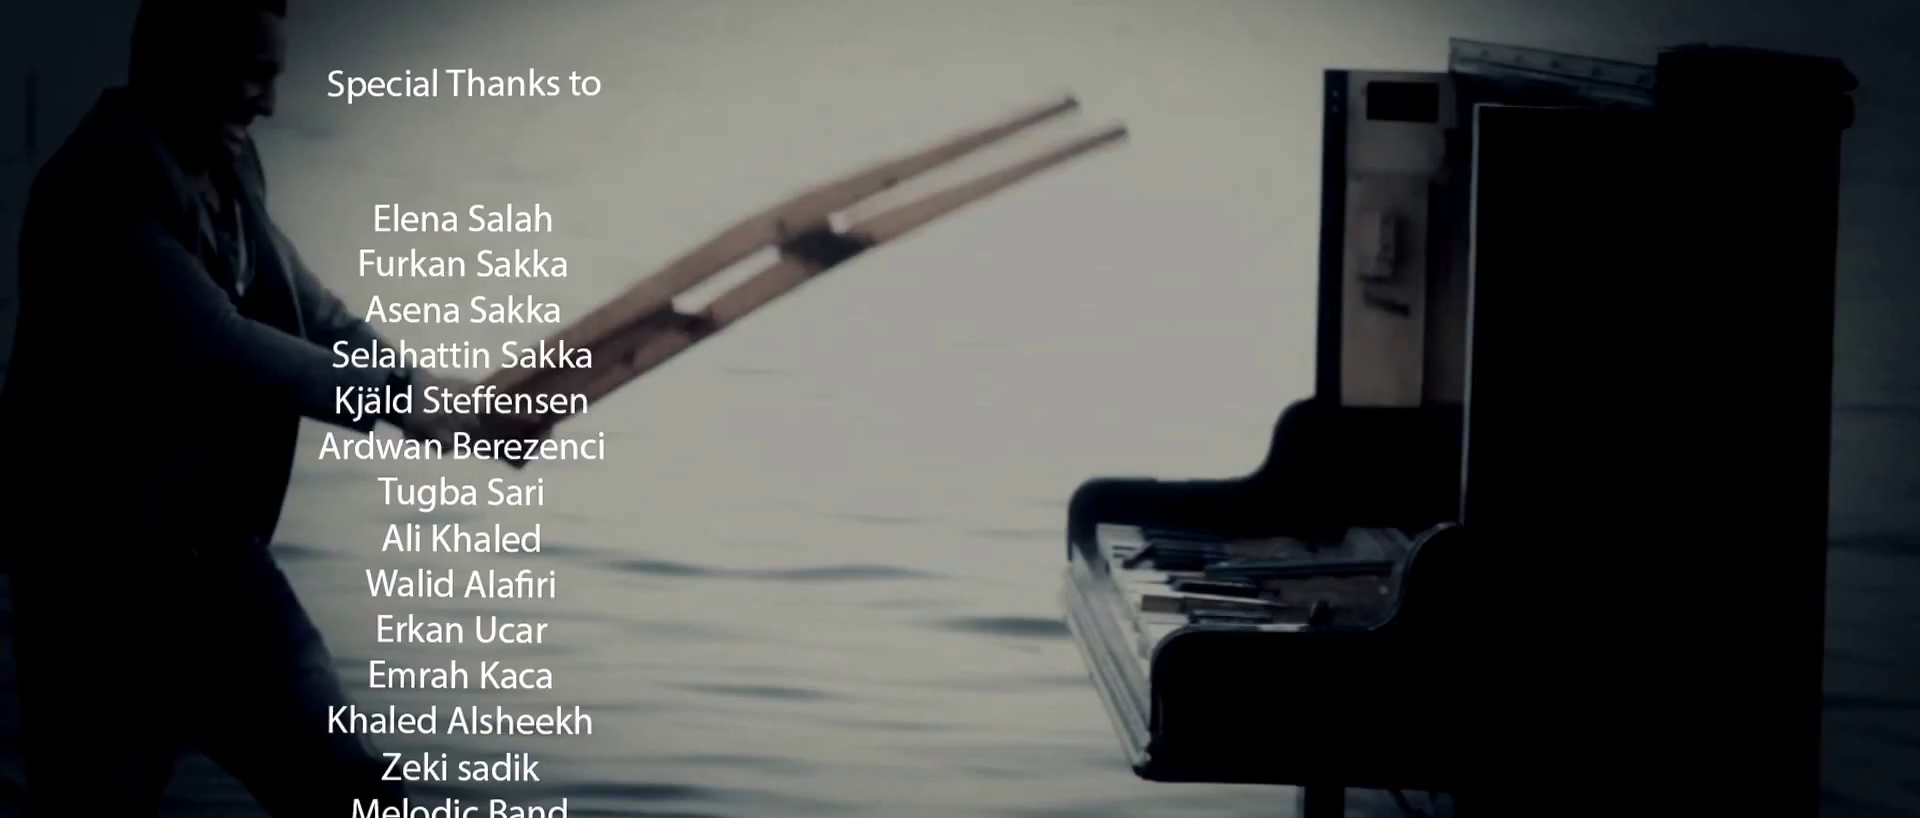 Special Thanks to
Elena Salah
Furkan Sakka
Asena Sakka
Selahattin Sakka
Kjäld Steffensen
Ardwan Berezenci
Tugba Sari
Ali Khaled
Walid Alafiri
Erkan Ucar
Emrah Kaca
Khaled Alsheekh
Zeki sadik
Melodic Band